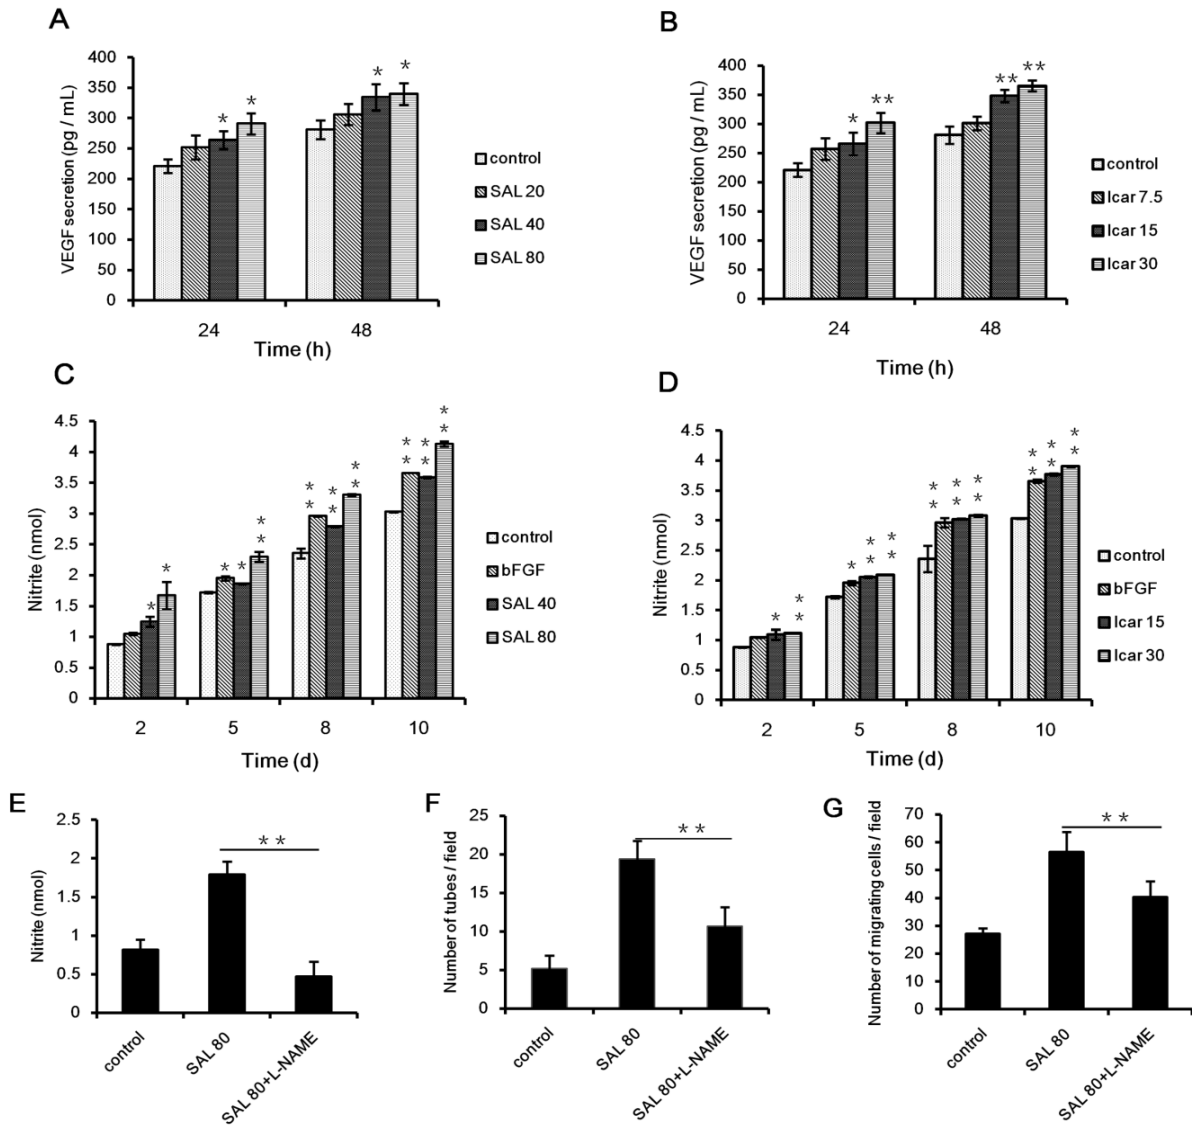 A
VEGF secretion (pg / mL)
400
350
300
250
200
150
100
50
0
*
*
*
*
24
48
Time (h)
control
SAL 20
SAL 40
SAL 80
B
VEGF secretion (pg / mL)
400
350
300
250
200
150
100
50
0
*
**
**
**
24
48
Time (h)
control
Icar 7.5
Icar 15
Icar 30
C
Nitrite (nmol)
4.5
4
3.5
3
2.5
2
1.5
1
0.5
0
*
*
*
*
**
**
**
**
**
**
**
2
5
8
10
Time (d)
control
bFGF
SAL 40
SAL 80
D
Nitrite (nmol)
4.5
4
3.5
3
2.5
2
1.5
1
0.5
0
*
**
*
**
**
**
**
**
**
**
**
2
5
8
10
Time (d)
control
bFGF
Icar 15
Icar 30
E
Nitrite (nmol)
2.5
2
1.5
1
0.5
0
**
control
SAL 80
SAL 80+L-NAME
F
Number of tubes / field
25
20
15
10
5
0
**
control
SAL 80
SAL 80+L-NAME
G
Number of migrating cells / field
70
60
50
40
30
20
10
0
**
control
SAL 80
SAL 80+L-NAME